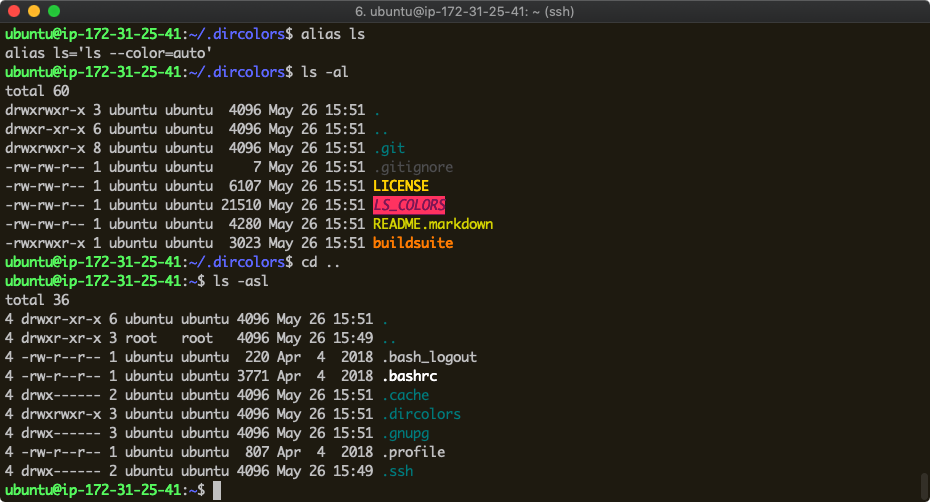 6. ubuntu@ip-172-31-25-41: ~ (ssh)
ubuntu@ip-172-31-25-41:~/.dircolors$ alias ls
alias ls='ls --color=auto'
ubuntu@ip-172-31-25-41:~/.dircolors$ ls -al
total 60
drwxrwxr-x 3 ubuntu ubuntu  4096 May 26 15:51 .
drwxr-xr-x 6 ubuntu ubuntu  4096 May 26 15:51 ..
drwxrwxr-x 8 ubuntu ubuntu  4096 May 26 15:51 .git
-rw-rw-r-- 1 ubuntu ubuntu     7 May 26 15:51 .gitignore
-rw-rw-r-- 1 ubuntu ubuntu  6107 May 26 15:51 LICENSE
-rw-rw-r-- 1 ubuntu ubuntu 21510 May 26 15:51 LS_COLORS
-rw-rw-r-- 1 ubuntu ubuntu  4280 May 26 15:51 README.markdown
-rwxrwxr-x 1 ubuntu ubuntu  3023 May 26 15:51 buildsuite
ubuntu@ip-172-31-25-41:~/.dircolors$ cd ..
ubuntu@ip-172-31-25-41:~$ ls -asl
total 36
4 drwxr-xr-x 6 ubuntu ubuntu 4096 May 26 15:51 .
4 drwxr-xr-x 3 root   root   4096 May 26 15:49 ..
4 -rw-r--r-- 1 ubuntu ubuntu  220 Apr  4  2018 .bash_logout
4 -rw-r--r-- 1 ubuntu ubuntu 3771 Apr  4  2018 .bashrc
4 drwx------ 2 ubuntu ubuntu 4096 May 26 15:51 .cache
4 drwxrwxr-x 3 ubuntu ubuntu 4096 May 26 15:51 .dircolors
4 drwx------ 3 ubuntu ubuntu 4096 May 26 15:51 .gnupg
4 -rw-r--r-- 1 ubuntu ubuntu  807 Apr  4  2018 .profile
4 drwx------ 2 ubuntu ubuntu 4096 May 26 15:49 .ssh
ubuntu@ip-172-31-25-41:~$